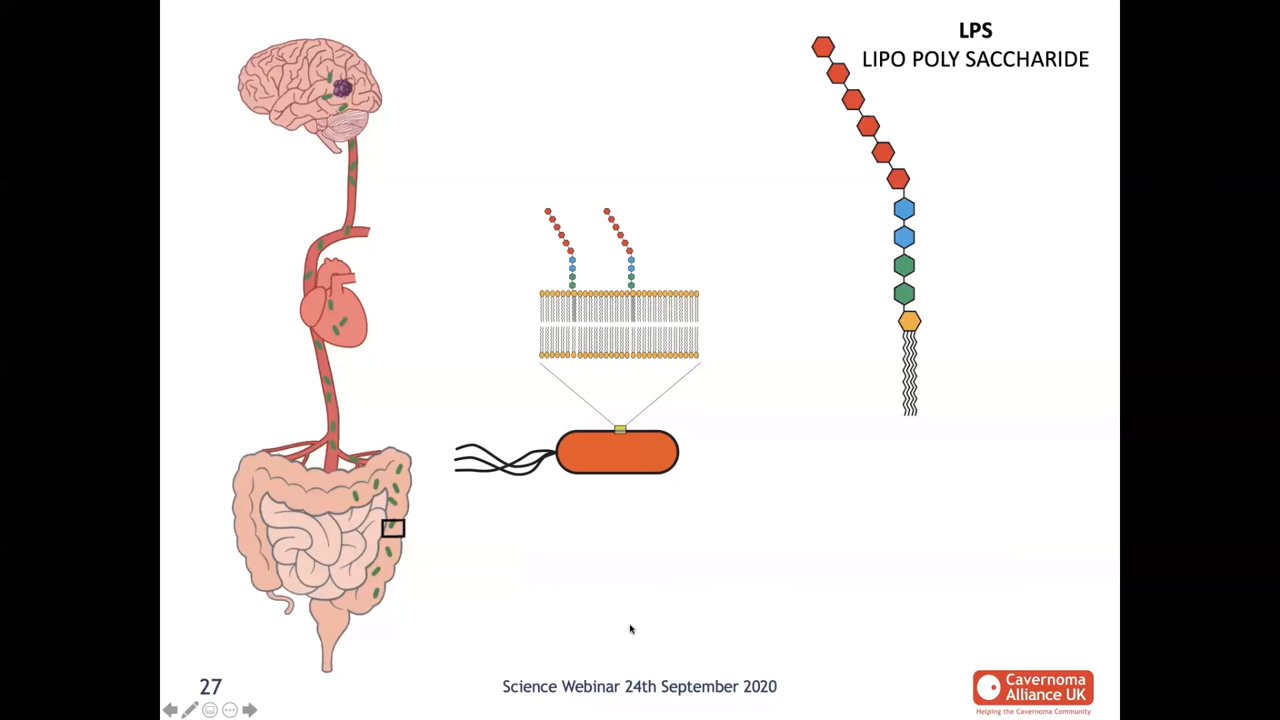 LPS
LIPO POLY SACCHARIDE
27
Science Webinar 24th September 2020
Cavernoma
Alliance UK
Helping the Cavernoma Community